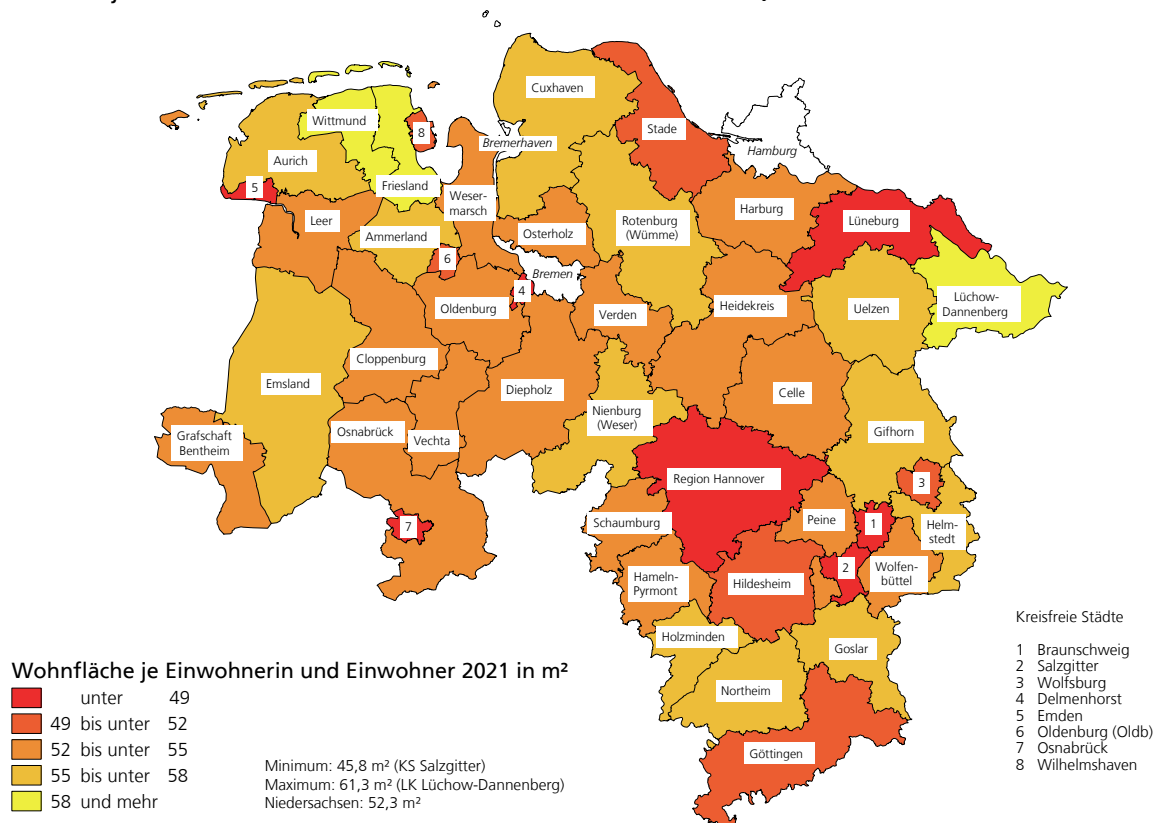 Cuxhaven
Wittmund
8
Stade
Bremerhaven
Hamburg
Aurich
5
Friesland
Weser-
marsch
Leer
Ammerland
Osterholz
Rotenburg
(Wümme)
Harburg
Lüneburg
6
Bremen
4
Oldenburg
Verden
Heidekreis
Uelzen
Lüchow-
Dannenberg
Cloppenburg
Emsland
Diepholz
Celle
Nienburg
(Weser)
Grafschaft
Bentheim
Osnabrück
Vechta
Gifhorn
Region Hannover
3
7
Schaumburg
Peine
1
Helm-
stedt
2
Wolfen-
büttel
Hameln-
Pyrmont
Hildesheim
Holzminden
Goslar
Northeim
Göttingen
Wohnfläche je Einwohnerin und Einwohner 2021 in m²
unter 49
49 bis unter 52
52 bis unter 55
55 bis unter 58
58 und mehr
Minimum: 45,8 m² (KS Salzgitter)
Maximum: 61,3 m² (LK Lüchow-Dannenberg)
Niedersachsen: 52,3 m²
Kreisfreie Städte
1 Braunschweig
2 Salzgitter
3 Wolfsburg
4 Delmenhorst
5 Emden
6 Oldenburg (Oldb)
7 Osnabrück
8 Wilhelmshaven